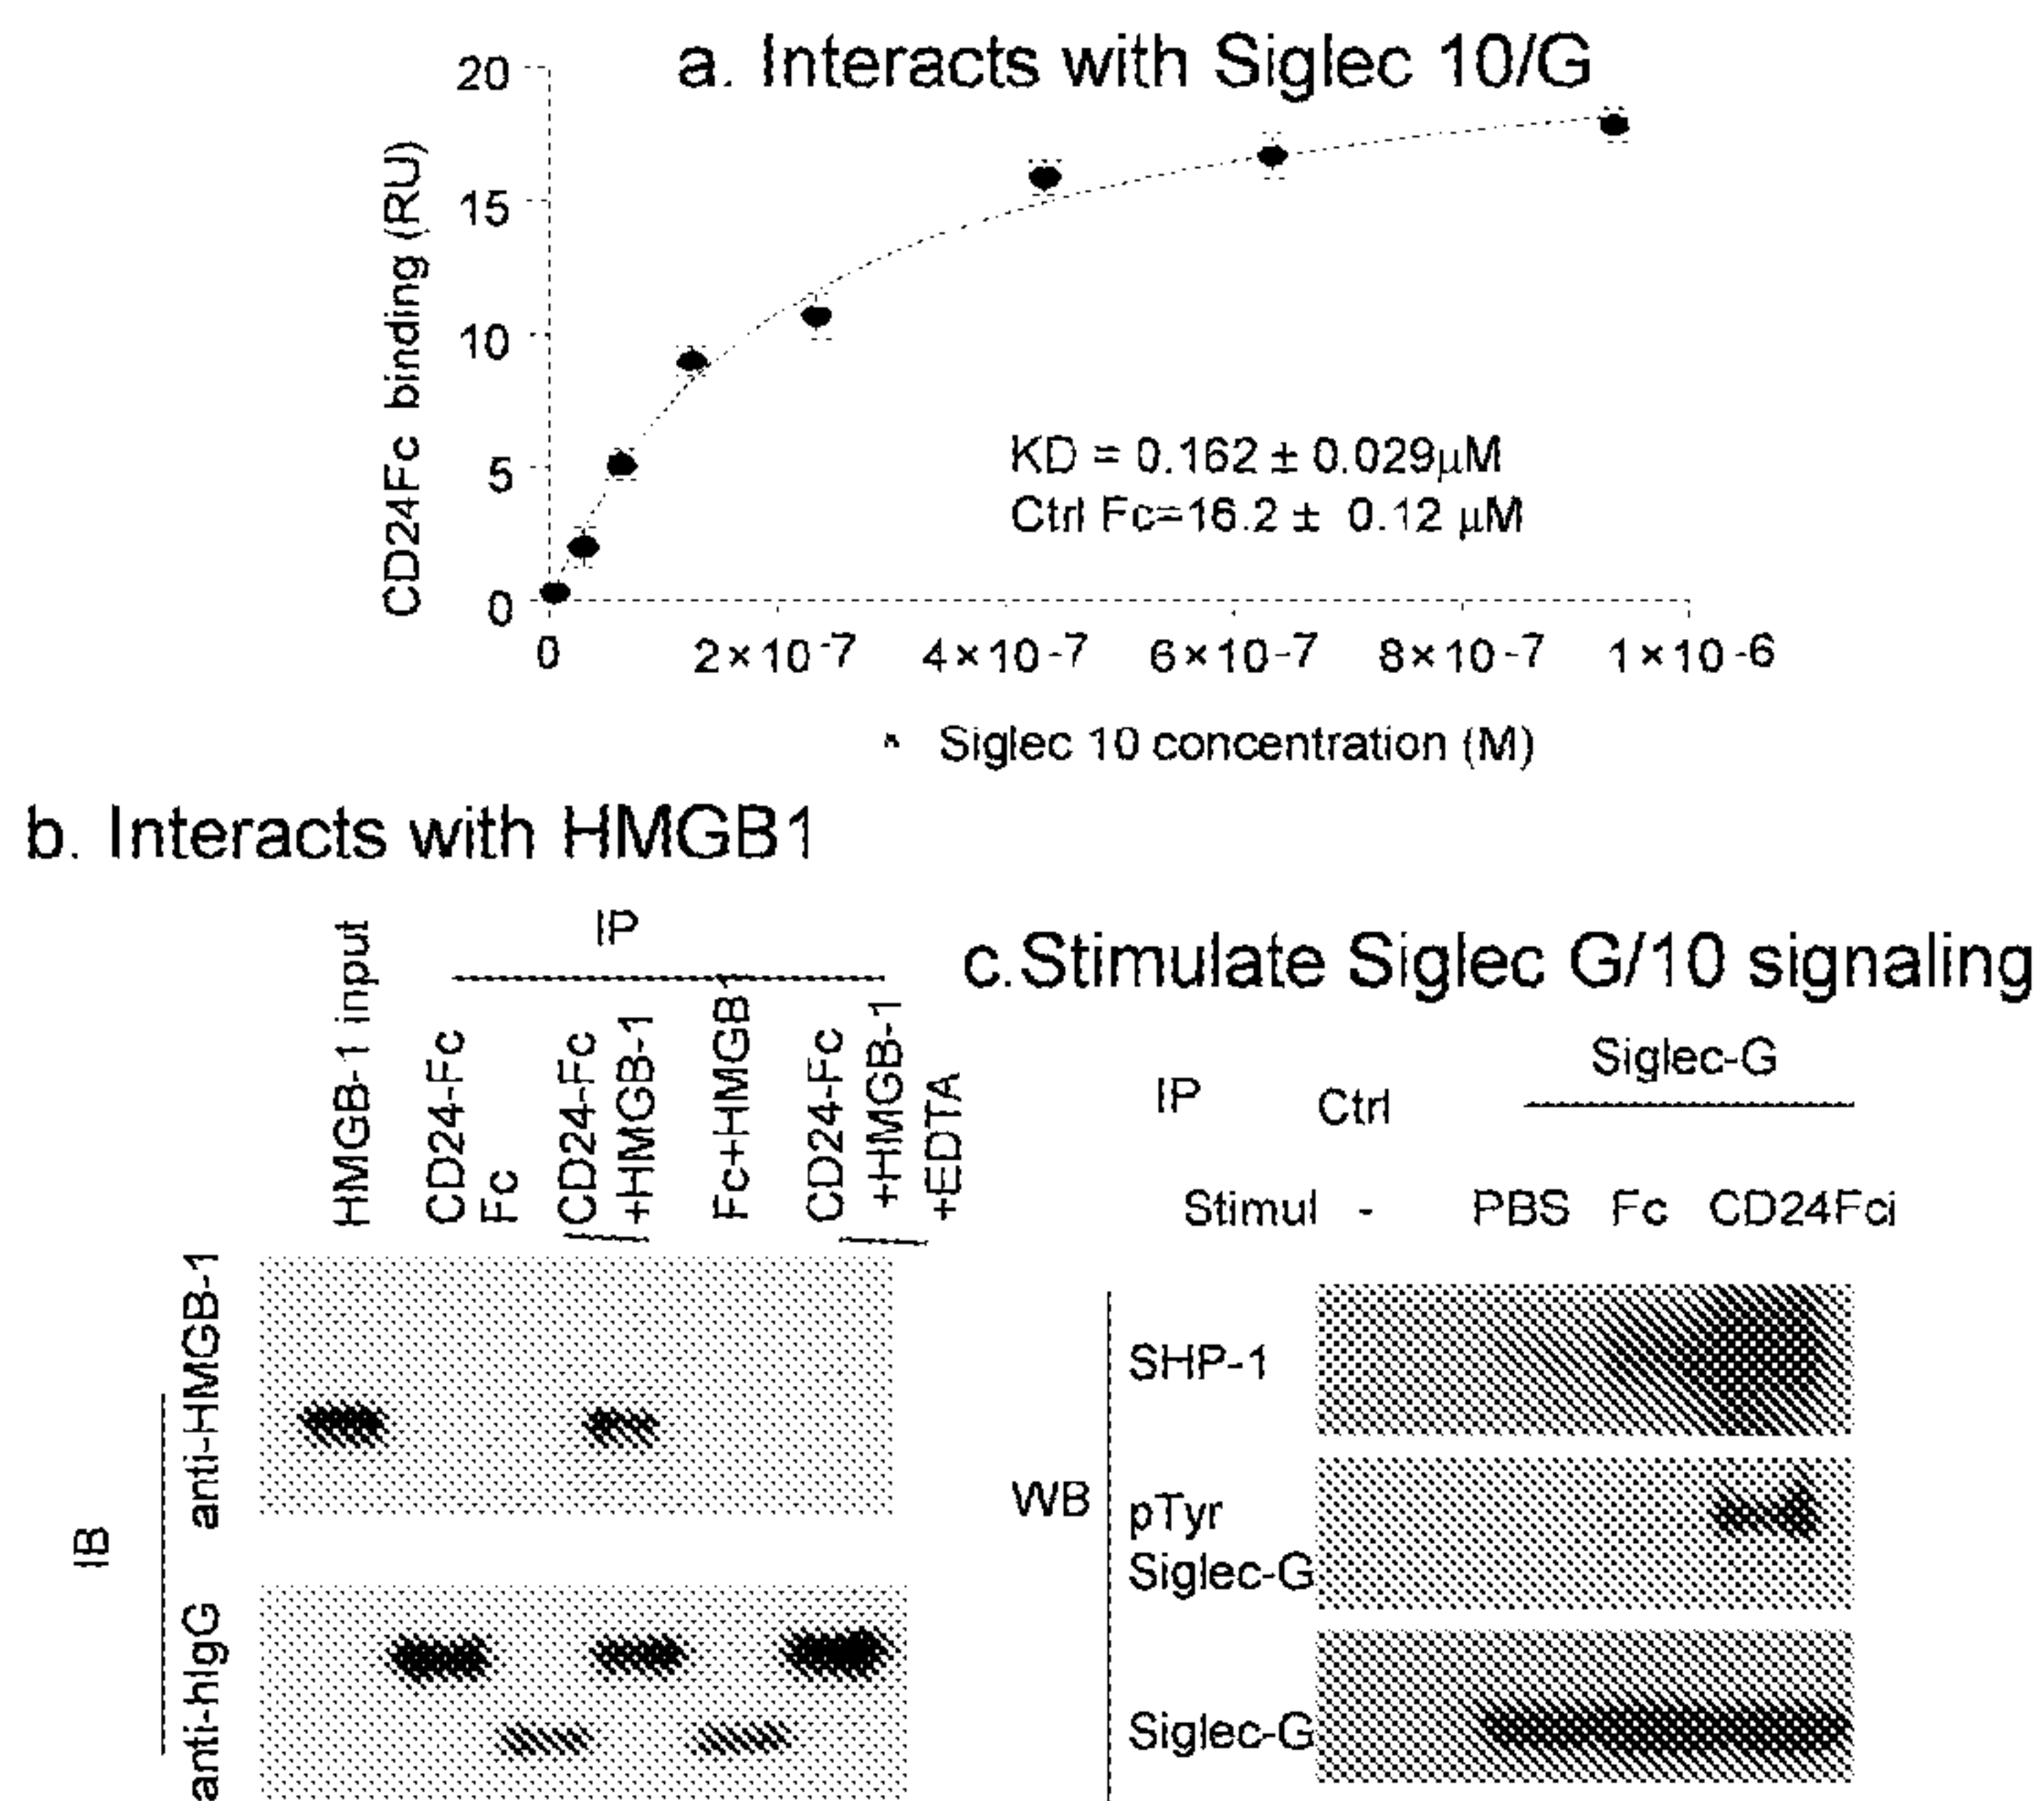 a. Interacts with Siglec 10/G
20
15
10
5
0
CD24Fc binding (RU)
KD = 0.162 ± 0.029µM
Ctrl Fc=16.2 ± 0.12 µM
0
2×10-7
4×10-7
6×10-7
8×10-7
1×10-6
Siglec 10 concentration (M)
b. Interacts with HMGB1
IP
HMGB-1 input
CD24-Fc
Fc
CD24-Fc
+HMGB-1
Fc+HMGB1
CD24-Fc
+HMGB-1
+EDTA
IB
anti-HMGB-1
anti-hIgG
c.Stimulate Siglec G/10 signaling
Siglec-G
IP Ctrl
Stimul - PBS Fc CD24Fci
WB
SHP-1
pTyr
Siglec-G
Siglec-G